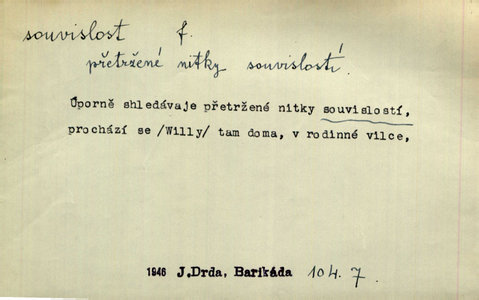 souvislost f.
přetržené nitky souvislostí.
Úporně shledávaje přetržené nitky souvislostí,
prochází se /Willy/ tam doma, v rodinné vilce,
1946 J.Drda, Barikáda 104. 7